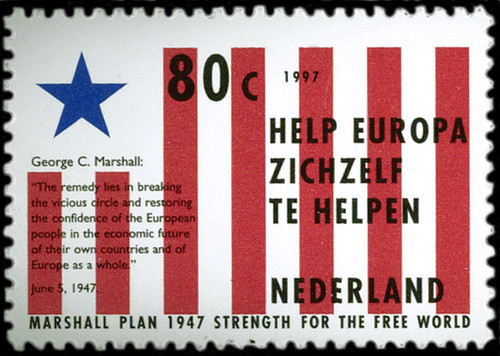 80c 1997
HELP EUROPA
ZICHZELF
TE HELPEN
George C. Marshall:
"The remedy lies in breaking
the vicious circle and restoring
the confidence of the European
people in the economic future
of their own countries and of
Europe as a whole."
June 5, 1947.
NEDERLAND
MARSHALL PLAN 1947 STRENGTH FOR THE FREE WORLD